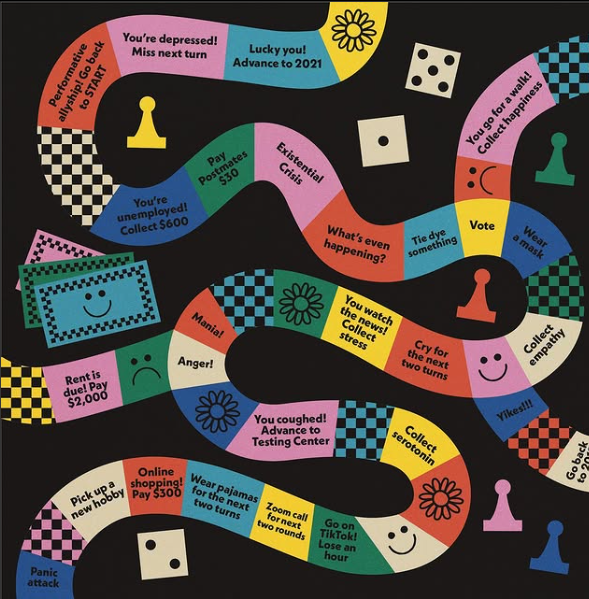 You're depressed!
Miss next turn
Lucky you!
Advance to 2021
Performative
allyship! Go back
to START
You go for a walk!
Collect happiness
You're
unemployed!
Collect $600
Pay
Postmates
$30
Existential
Crisis
What's even
happening?
Tie dye
something
Vote
Wear
a mask
Collect
empathy
Yikes!!!
Go back
Cry for
the next
two turns
You watch
the news!
Collect
stress
Mania!
Anger!
Rent is
due! Pay
$2,000
You coughed!
Advance to
Testing Center
Collect
serotonin
Go on
TikTok!
Lose an
hour
Zoom call
for next
two rounds
Wear pajamas
for the next
two turns
Online
shopping!
Pay $300
Pick up a
new hobby
Panic
attack